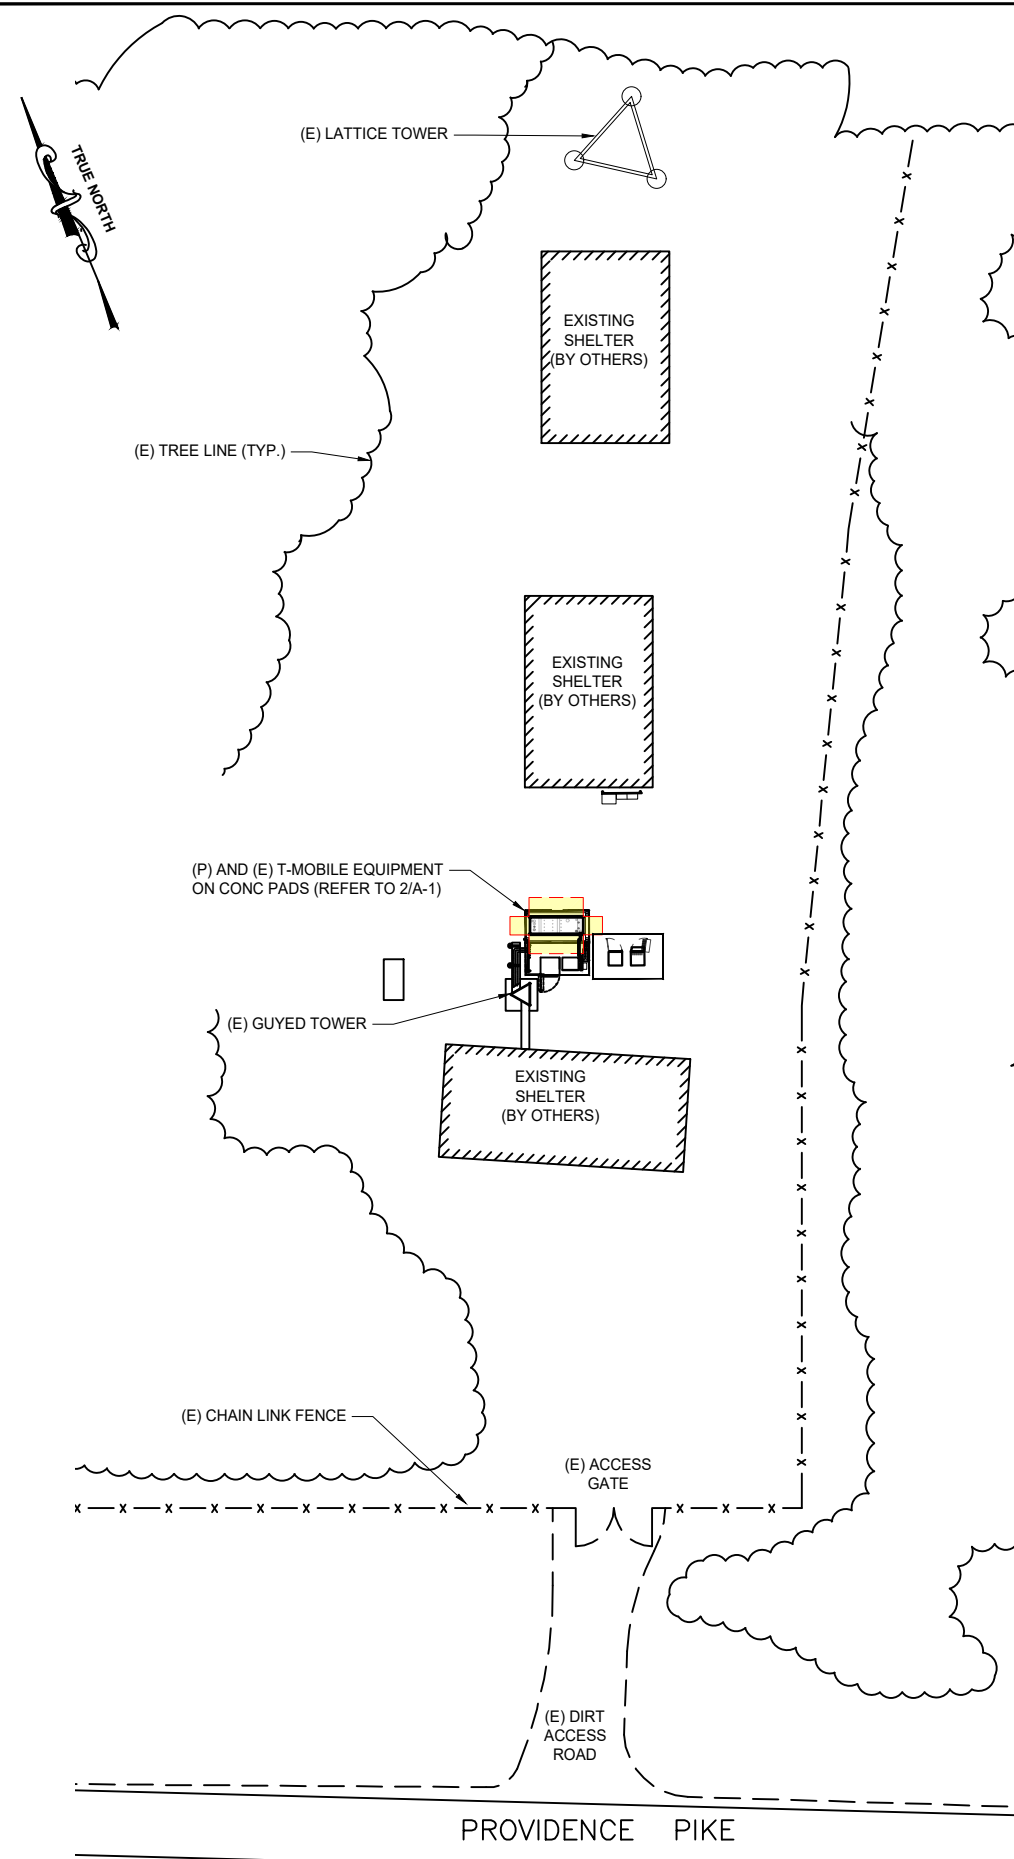 (E) LATTICE TOWER
TRUE NORTH
EXISTING
SHELTER
(BY OTHERS)
(E) TREE LINE (TYP.)
EXISTING
SHELTER
(BY OTHERS)
(P) AND (E) T-MOBILE EQUIPMENT
ON CONC PADS (REFER TO 2/A-1)
(E) GUYED TOWER
EXISTING
SHELTER
(BY OTHERS)
(E) CHAIN LINK FENCE
(E) ACCESS
GATE
(E) DIRT
ACCESS
ROAD
PROVIDENCE PIKE